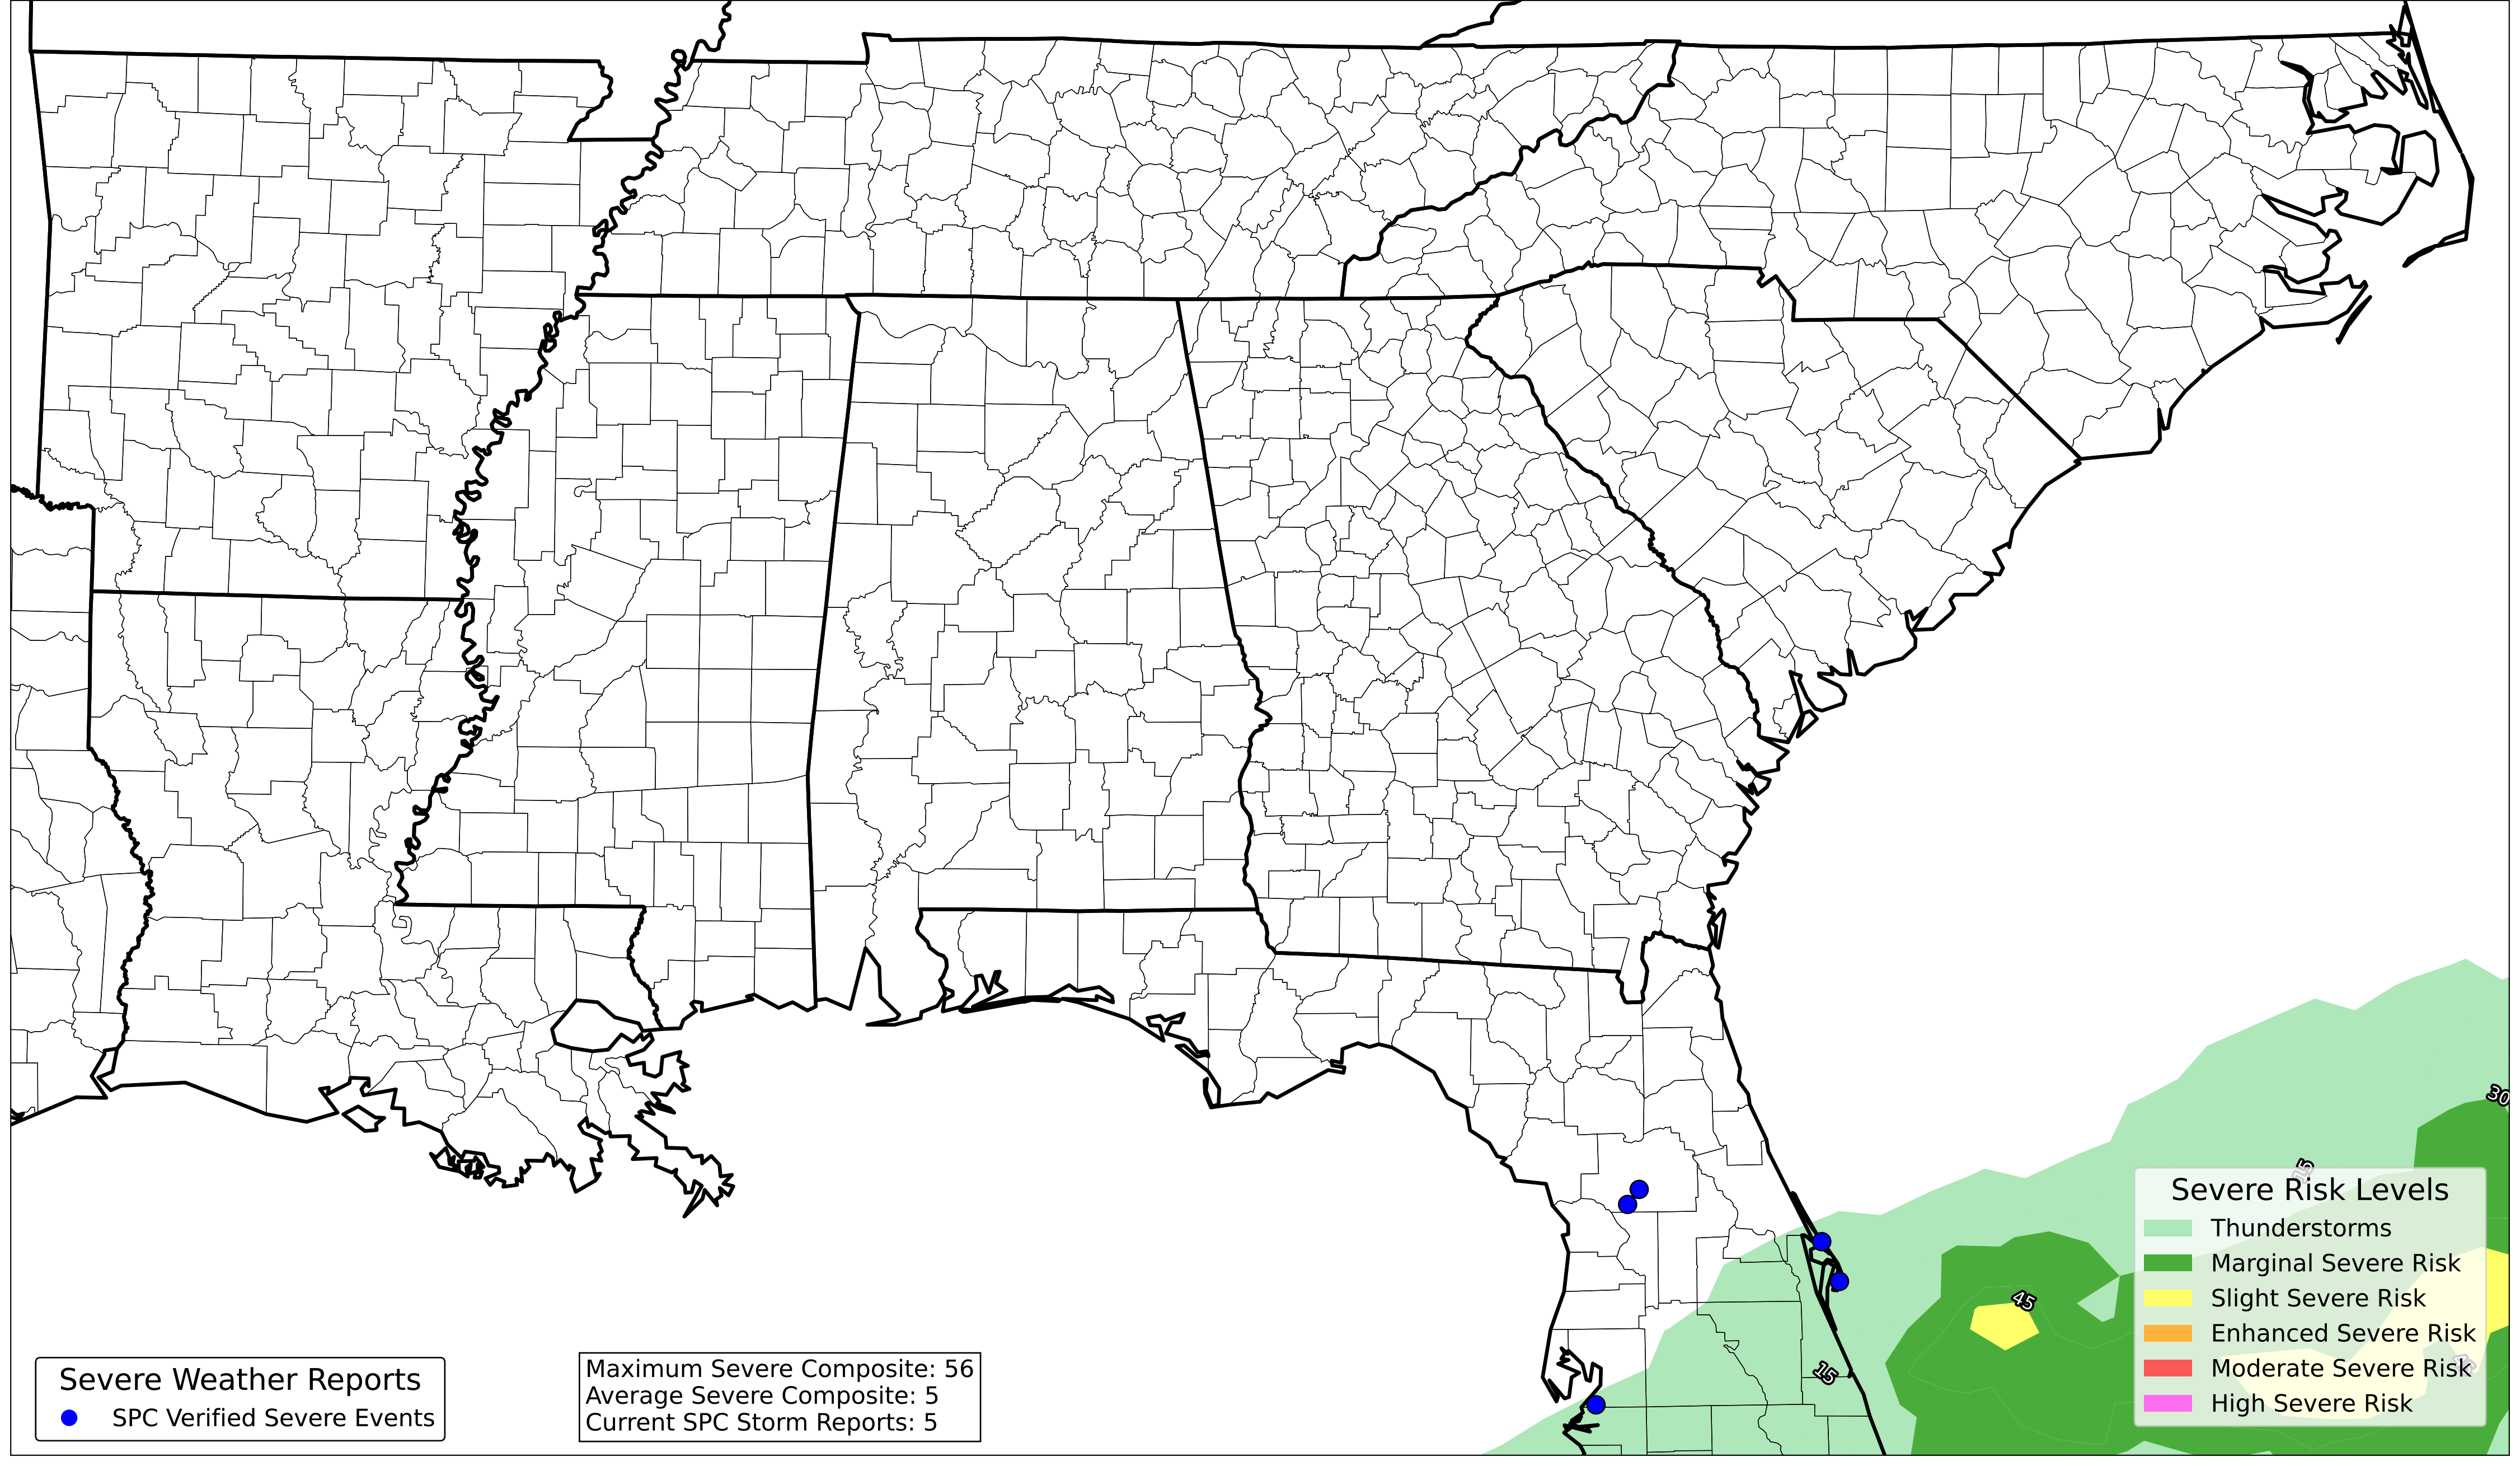 30
15
45
15
45
Severe Risk Levels
Thunderstorms
Marginal Severe Risk
Slight Severe Risk
Enhanced Severe Risk
Moderate Severe Risk
High Severe Risk
Severe Weather Reports
SPC Verified Severe Events
Maximum Severe Composite: 56
Average Severe Composite: 5
Current SPC Storm Reports: 5